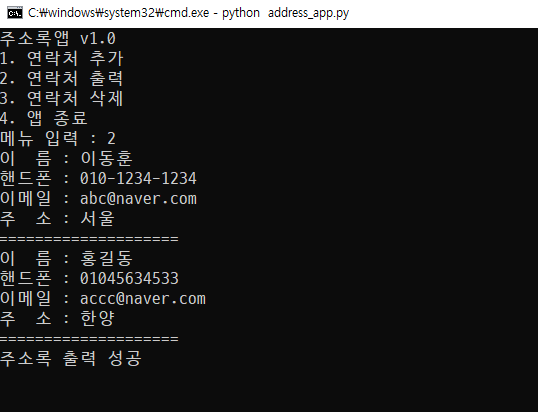 C:\windows\system32\cmd.exe - python  address_app.py
주소록앱 v1.0
1. 연락처 추가
2. 연락처 출력
3. 연락처 삭제
4. 앱 종료
메뉴 입력 : 2
이  름 : 이동훈
핸드폰 : 010-1234-1234
이메일 : abc@naver.com
주  소 : 서울
====================
이  름 : 홍길동
핸드폰 : 01045634533
이메일 : accc@naver.com
주  소 : 한양
====================
주소록 출력 성공